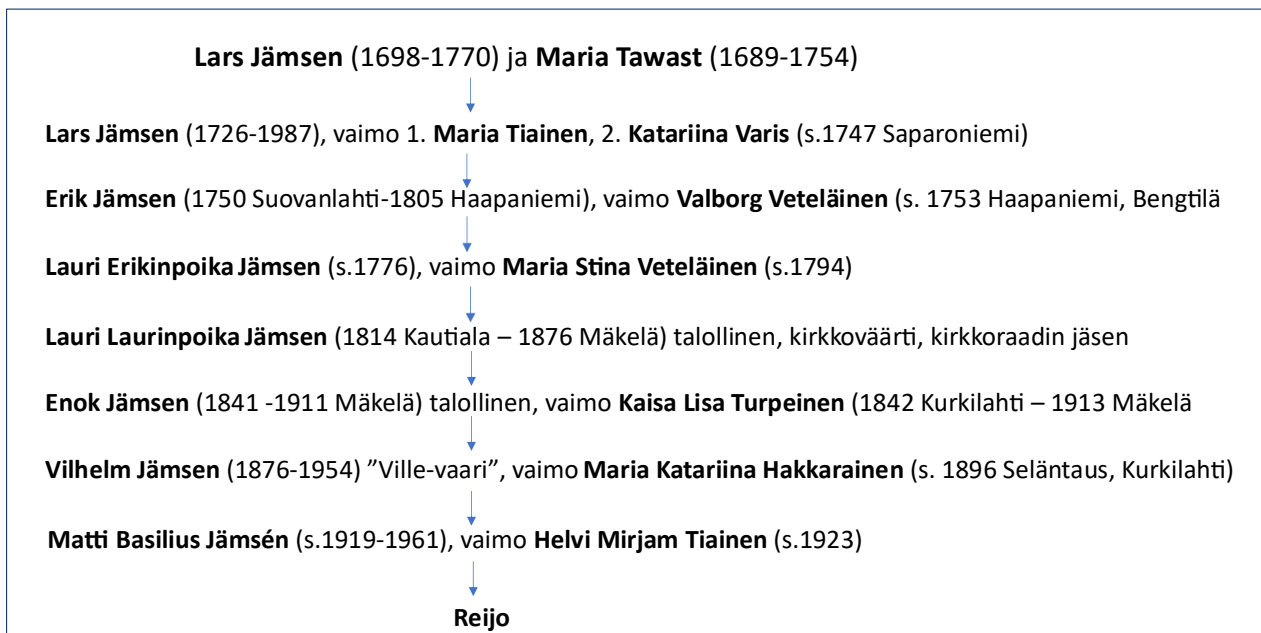 Lars Jämsen (1698-1770) ja Maria Tawast (1689-1754)
Lars Jämsen (1726-1987), vaimo 1. Maria Tiainen, 2. Katariina Varis (s.1747 Saparoniemi)
Erik Jämsen (1750 Suovanlahti-1805 Haapaniemi), vaimo Valborg Veteläinen (s. 1753 Haapaniemi, Bengtilä
Lauri Erikinpoika Jämsen (s.1776), vaimo Maria Stina Veteläinen (s.1794)
Lauri Laurinpoika Jämsen (1814 Kautiala – 1876 Mäkelä) talollinen, kirkkoväärti, kirkkoraadin jäsen
Enok Jämsen (1841 -1911 Mäkelä) talollinen, vaimo Kaisa Lisa Turpeinen (1842 Kurkilahti – 1913 Mäkelä
Vilhelm Jämsen (1876-1954) ”Ville-vaari”, vaimo Maria Katariina Hakkarainen (s. 1896 Seläntaus, Kurkilahti)
Matti Basilius Jämsén (s.1919-1961), vaimo Helvi Mirjam Tiainen (s.1923)
Reijo